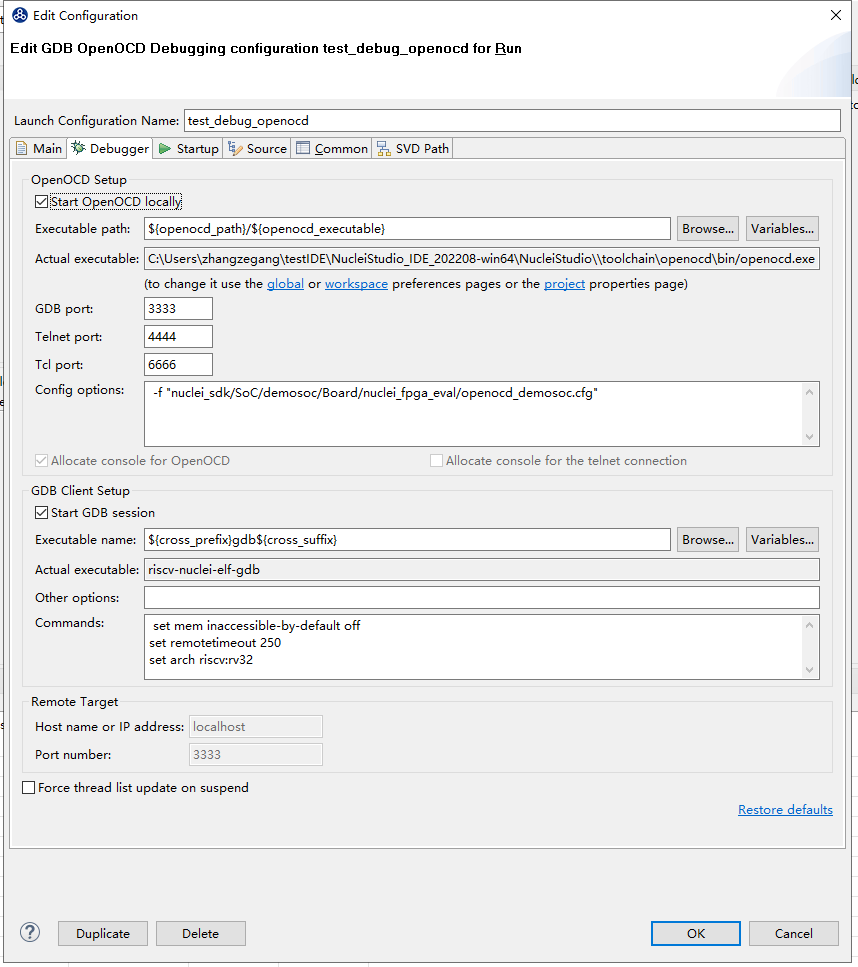 Edit Configuration
Edit GDB OpenOCD Debugging configuration test_debug_openocd for Run
Launch Configuration Name: test_debug_openocd
Main Debugger Startup Source Common SVD Path
OpenOCD Setup
Start OpenOCD locally
Executable path: ${openocd_path}/${openocd_executable} Browse... Variables...
Actual executable: C:\Users\zhangzegang\testIDE\NucleiStudio_IDE_202208-win64\NucleiStudio\\toolchain\openocd\bin/openocd.exe
(to change it use the global or workspace preferences pages or the project properties page)
GDB port: 3333
Telnet port: 4444
Tcl port: 6666
Config options: -f "nuclei_sdk/SoC/demosoc/Board/nuclei_fpga_eval/openocd_demosoc.cfg"
Allocate console for OpenOCD Allocate console for the telnet connection
GDB Client Setup
Start GDB session
Executable name: ${cross_prefix}gdb${cross_suffix} Browse... Variables...
Actual executable: riscv-nuclei-elf-gdb
Other options:
Commands: set mem inaccessible-by-default off
set remotetimeout 250
set arch riscv:rv32
Remote Target
Host name or IP address: localhost
Port number: 3333
Force thread list update on suspend
Restore defaults
? Duplicate Delete OK Cancel